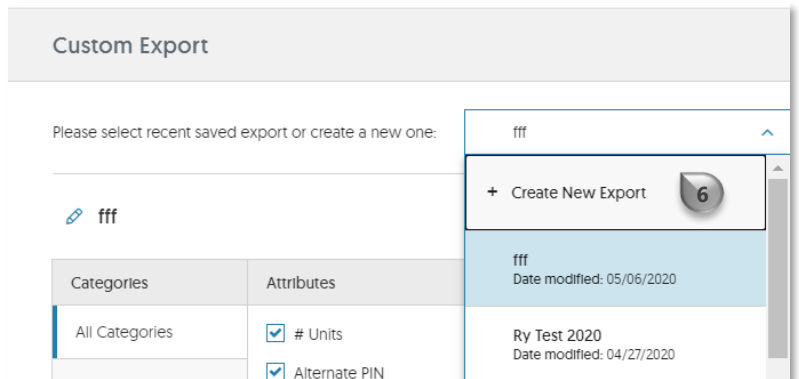 Custom Export
Please select recent saved export or create a new one:
fff
+ Create New Export
6
fff
fff
Date modified: 05/06/2020
Categories
Attributes
All Categories
# Units
Ry Test 2020
Date modified: 04/27/2020
Alternate PIN